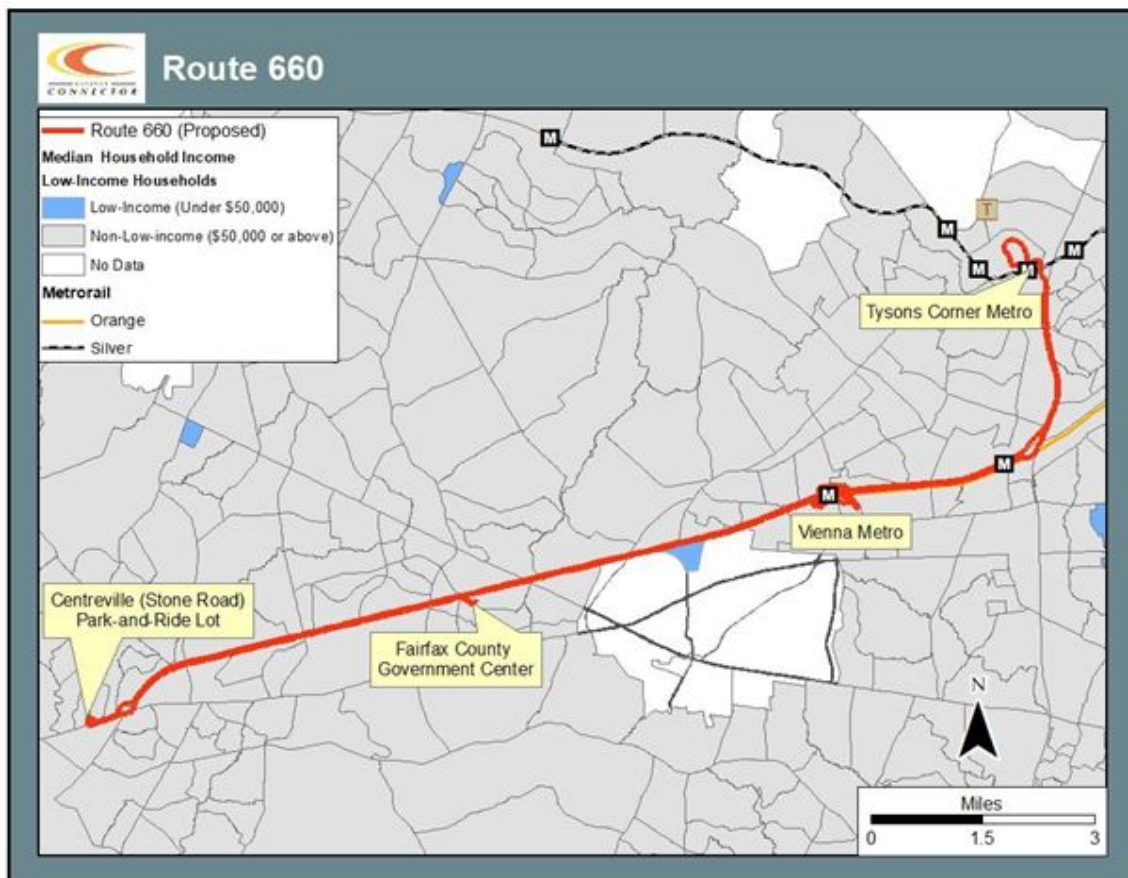 CONNECTOR
Route 660
Route 660 (Proposed)
Median Household Income
Low-Income Households
Low-Income (Under $50,000)
Non-Low-income ($50,000 or above)
No Data
Metrorail
Orange
Silver
M
T
M
M
M
M
Tysons Corner Metro
M
M
Vienna Metro
Centreville (Stone Road)
Park-and-Ride Lot
Fairfax County
Government Center
N
Miles
0 1.5 3